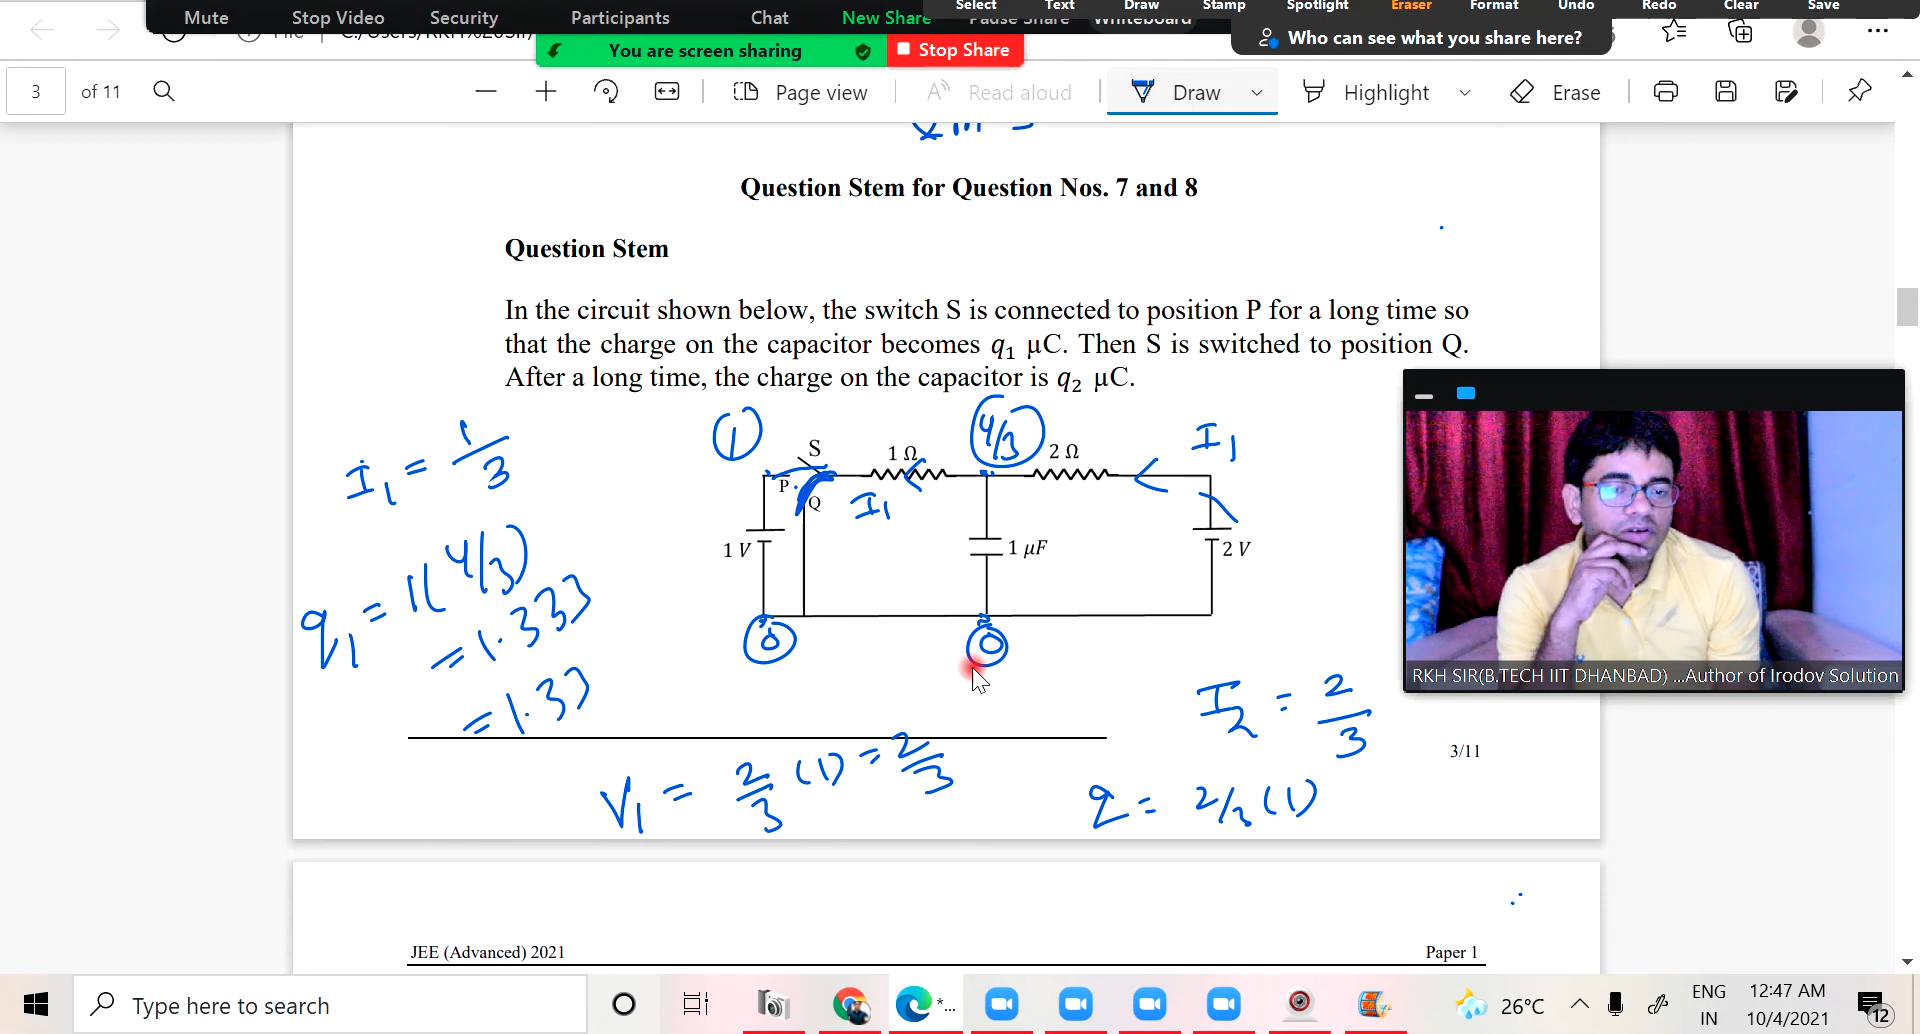 Mute Stop Video Security Participants Chat New Share Pause Share Whiteboard
Select Text Draw Stamp Spotlight Eraser Format Undo Redo Clear Save
You are screen sharing Stop Share
Who can see what you share here?
3 of 11 Page view Read aloud Draw Highlight Erase
Question Stem for Question Nos. 7 and 8
Question Stem
In the circuit shown below, the switch S is connected to position P for a long time so
that the charge on the capacitor becomes q₁ μC. Then S is switched to position Q.
After a long time, the charge on the capacitor is q₂ μC.
1 4/3 I₁
S 1 Ω 2 Ω
P
Q I₁
1 V 1 μF 2 V
0 0
I₁ = 1/3
q₁ = 1(4/3)
= 1.333
= 1.33
V₁ = 2/3 (1) = 2/3
I₂ = 2/3
q = 2/3 (1)
3/11
RKH SIR(B.TECH IIT DHANBAD) ...Author of Irodov Solution
JEE (Advanced) 2021 Paper 1
Type here to search
26°C ENG IN 12:47 AM 10/4/2021 12